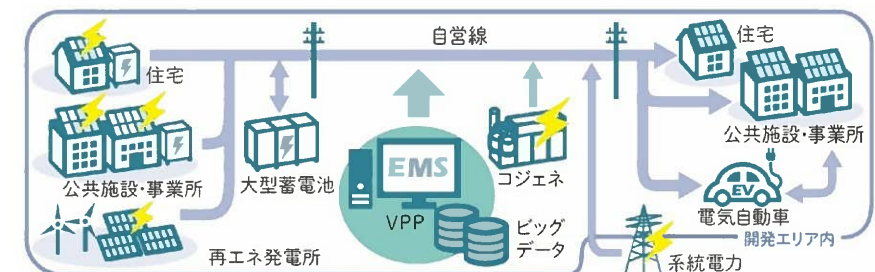 自営線
住宅
公共施設・事業所
再エネ発電所
大型蓄電池
EMS
VPP
ビッグ
データ
コジェネ
系統電力
住宅
公共施設・事業所
EV
電気自動車
開発エリア内